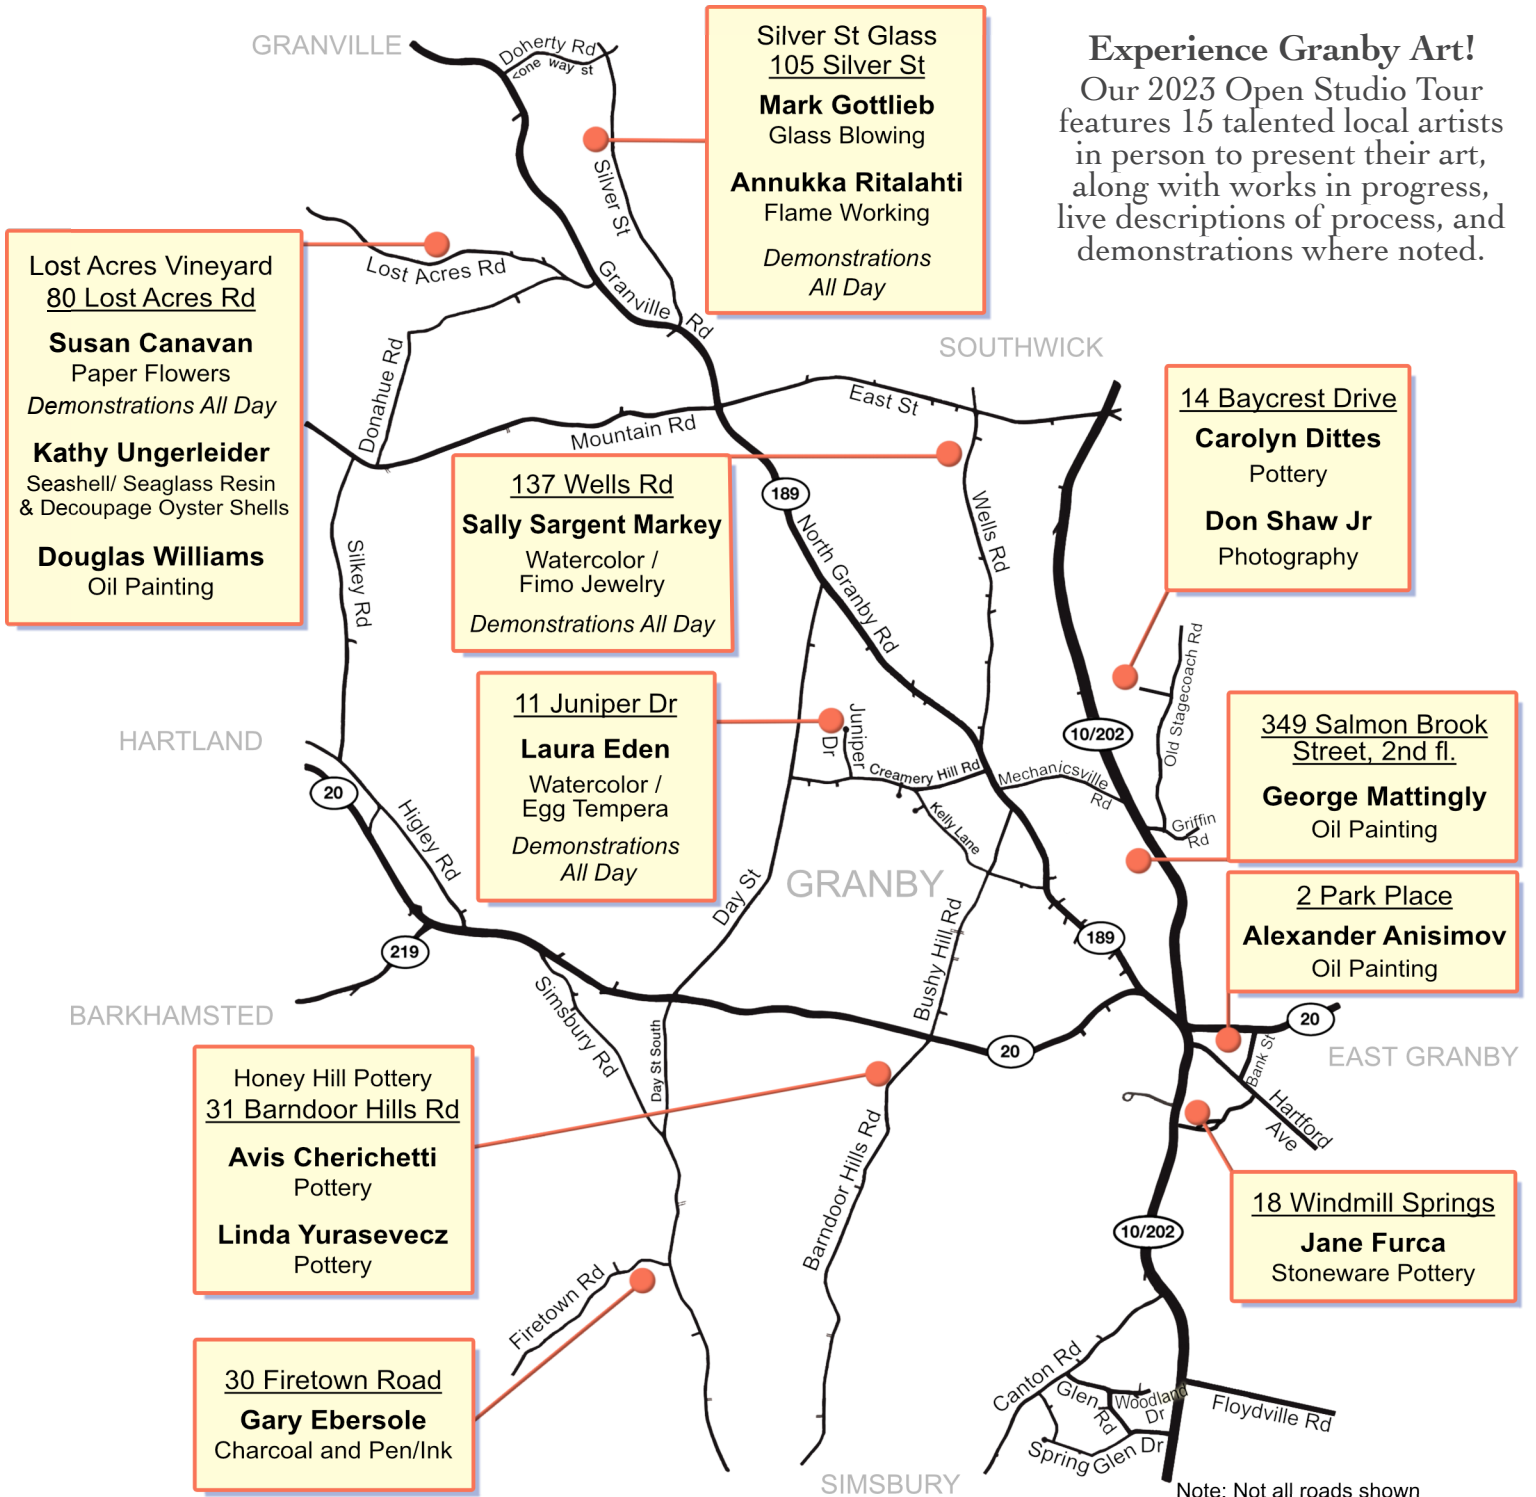 Experience Granby Art!
Our 2023 Open Studio Tour
features 15 talented local artists
in person to present their art,
along with works in progress,
live descriptions of process, and
demonstrations where noted.
GRANVILLE
Doherty Rd
<one way st
Silver St Glass
105 Silver St
Mark Gottlieb
Glass Blowing
Annukka Ritalahti
Flame Working
Demonstrations
All Day
Silver St
Lost Acres Rd
Granville Rd
Lost Acres Vineyard
80 Lost Acres Rd
Susan Canavan
Paper Flowers
Demonstrations All Day
Kathy Ungerleider
Seashell/ Seaglass Resin
& Decoupage Oyster Shells
Douglas Williams
Oil Painting
Donahue Rd
Mountain Rd
East St
SOUTHWICK
14 Baycrest Drive
Carolyn Dittes
Pottery
Don Shaw Jr
Photography
137 Wells Rd
Sally Sargent Markey
Watercolor /
Fimo Jewelry
Demonstrations All Day
189
North Granby Rd
Wells Rd
Silkey Rd
Old Stagecoach Rd
11 Juniper Dr
Laura Eden
Watercolor /
Egg Tempera
Demonstrations
All Day
Juniper
Dr
Creamery Hill Rd
Mechanicsville
Rd
Kelly Lane
10/202
Griffin
Rd
349 Salmon Brook
Street, 2nd fl.
George Mattingly
Oil Painting
HARTLAND
20
Higley Rd
GRANBY
Day St
Bushy Hill Rd
189
2 Park Place
Alexander Anisimov
Oil Painting
219
BARKHAMSTED
Simsbury Rd
Day St South
20
20
EAST GRANBY
Bank St
Hartford
Ave
Honey Hill Pottery
31 Barndoor Hills Rd
Avis Cherichetti
Pottery
Linda Yurasevecz
Pottery
Barndoor Hills Rd
18 Windmill Springs
Jane Furca
Stoneware Pottery
10/202
Firetown Rd
30 Firetown Road
Gary Ebersole
Charcoal and Pen/Ink
Canton Rd
Glen
Rd
Woodland
Dr
Floydville Rd
Spring
Glen Dr
SIMSBURY
Note: Not all roads shown